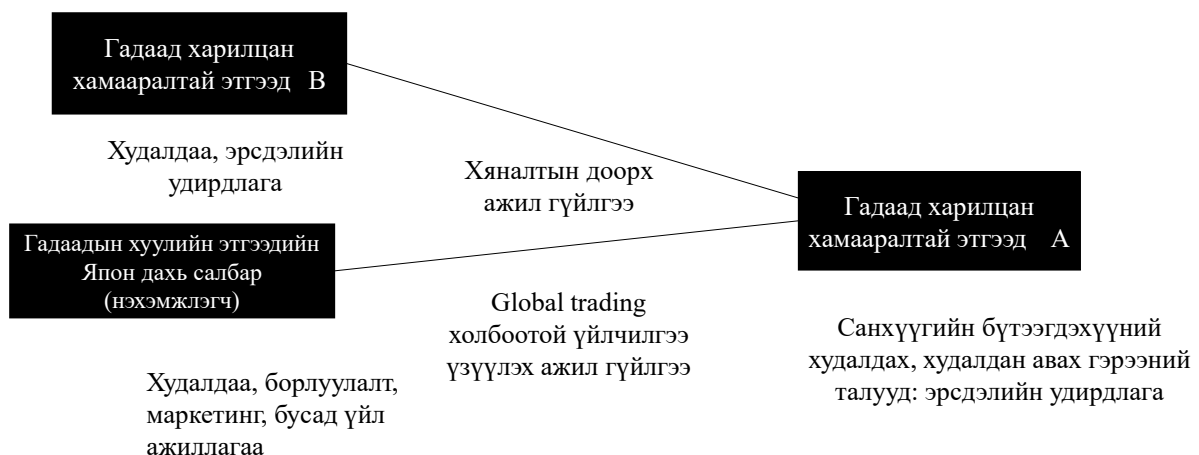 Гадаад харилцан
хамааралтай этгээд B
Худалдаа, эрсдэлийн
удирдлага
Хяналтын доорх
ажил гүйлгээ
Гадаад харилцан
хамааралтай этгээд A
Гадаадын хуулийн этгээдийн
Япон дахь салбар
(нэхэмжлэгч)
Global trading
холбоотой үйлчилгээ
үзүүлэх ажил гүйлгээ
Санхүүгийн бүтээгдэхүүний
худалдах, худалдан авах гэрээний
талууд: эрсдэлийн удирдлага
Худалдаа, борлуулалт,
маркетинг, бусад үйл
ажиллагаа